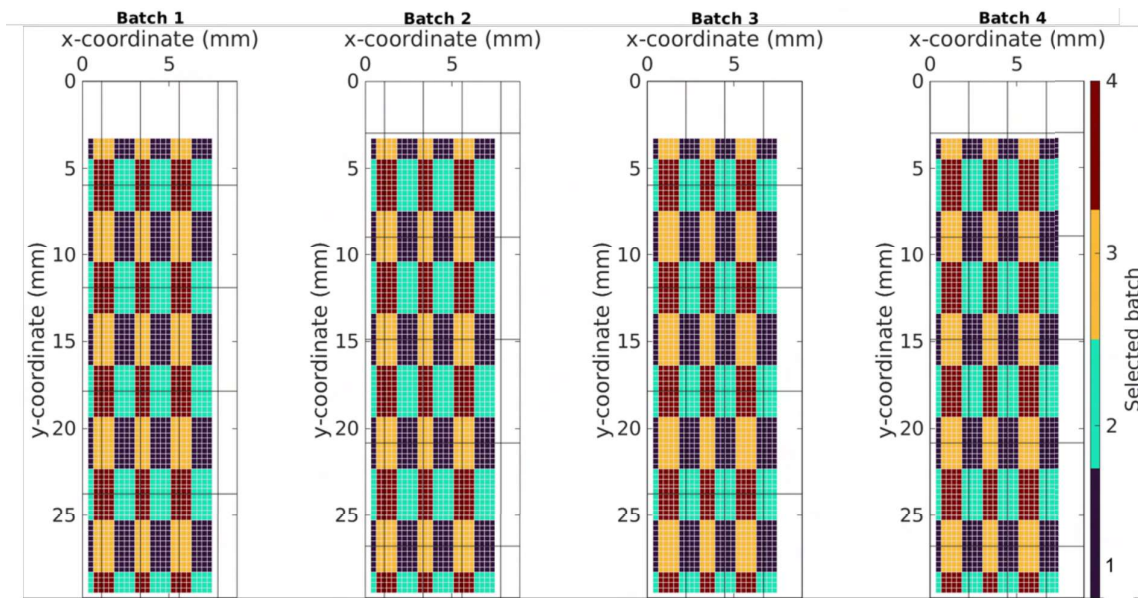 Batch 1 Batch 2 Batch 3 Batch 4
x-coordinate (mm) x-coordinate (mm) x-coordinate (mm) x-coordinate (mm)
0 5 0 5 0 5 0 5
0 0 0 0 4
5 5 5 5
10 10 10 10 3
15 15 15 15
20 20 20 20 2
25 25 25 25 1
y-coordinate (mm) y-coordinate (mm) y-coordinate (mm) y-coordinate (mm) Selected batch